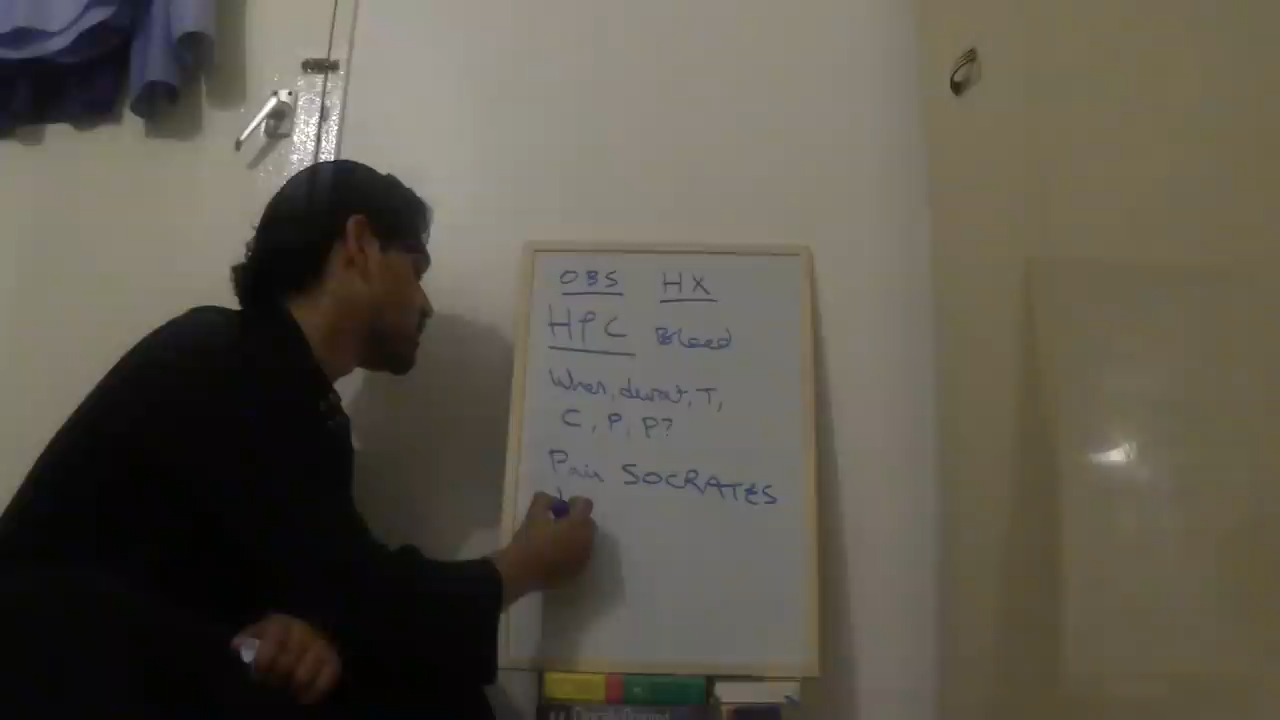 OBS HX
HPC Bleed
When, durat, T,
C, P, P?
Pain SOCRATES